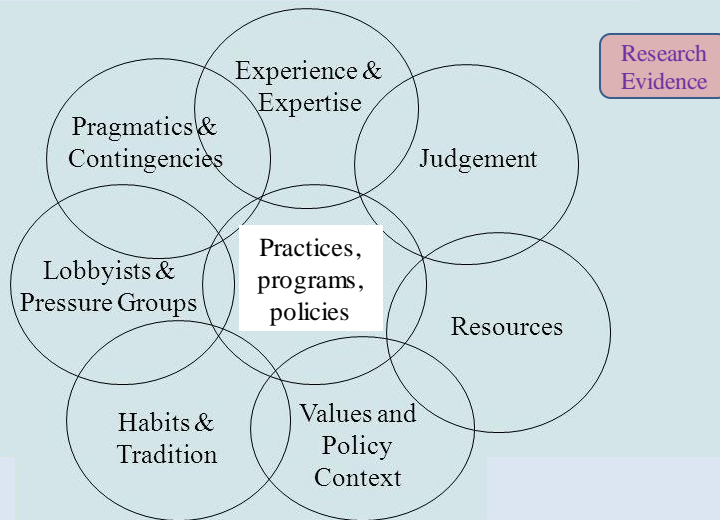 Experience &
Expertise
Research
Evidence
Pragmatics &
Contingencies
Judgement
Practices,
programs,
policies
Lobbyists &
Pressure Groups
Resources
Habits &
Tradition
Values and
Policy
Context